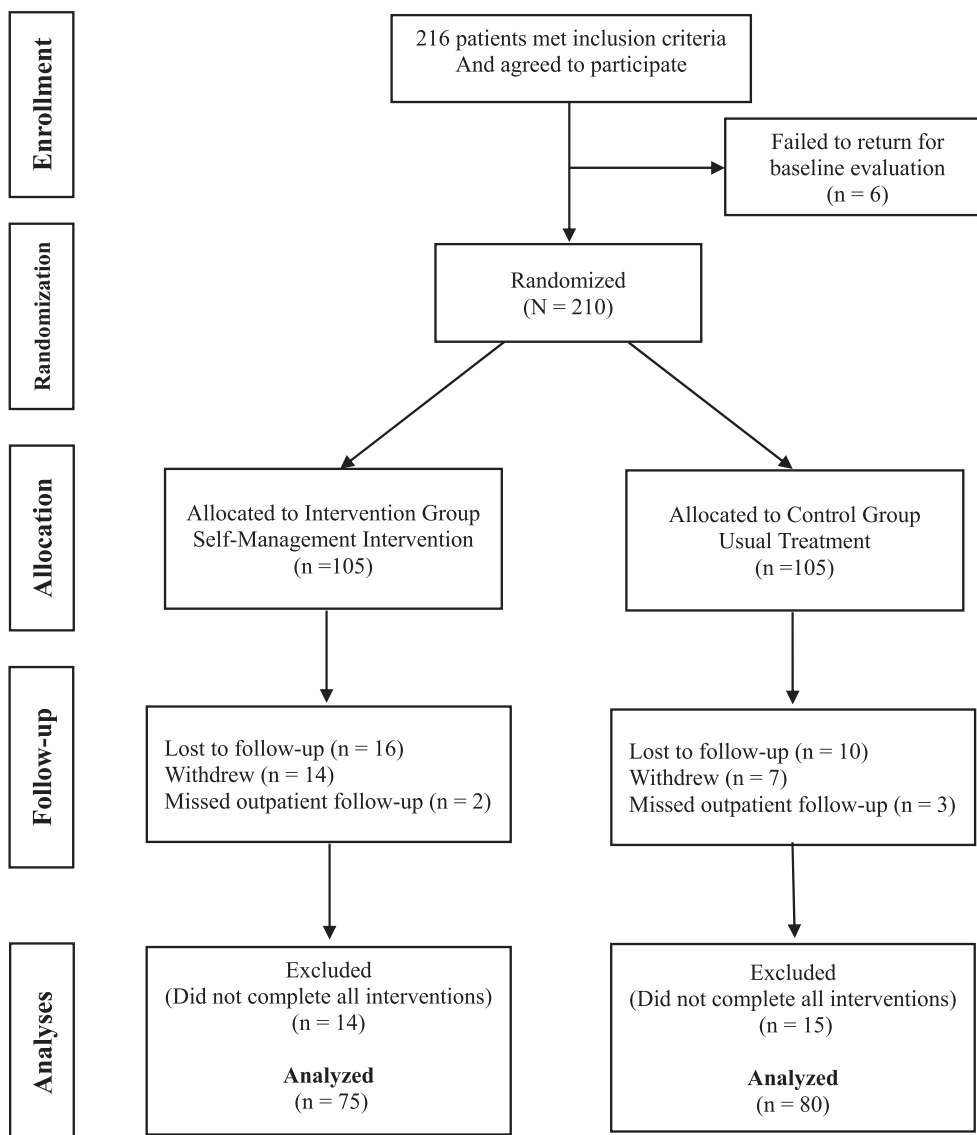 Enrollment
216 patients met inclusion criteria
And agreed to participate
Failed to return for
baseline evaluation
(n = 6)
Randomization
Randomized
(N = 210)
Allocation
Allocated to Intervention Group
Self-Management Intervention
(n =105)
Allocated to Control Group
Usual Treatment
(n =105)
Follow-up
Lost to follow-up (n = 16)
Withdrew (n = 14)
Missed outpatient follow-up (n = 2)
Lost to follow-up (n = 10)
Withdrew (n = 7)
Missed outpatient follow-up (n = 3)
Analyses
Excluded
(Did not complete all interventions)
(n = 14)
Analyzed
(n = 75)
Excluded
(Did not complete all interventions)
(n = 15)
Analyzed
(n = 80)